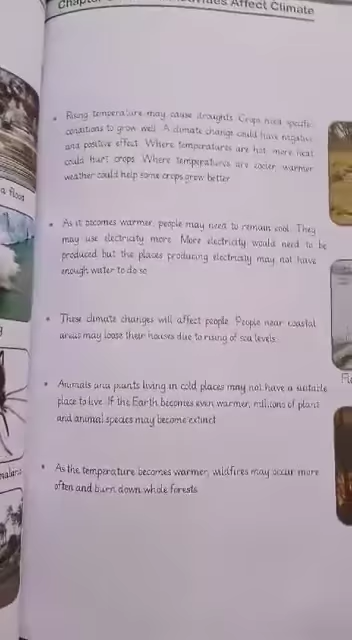 Affect Climate
• Rising temperature may cause droughts. Crops need specific
conditions to grow well. A climate change could have negative
and positive effect. Where temperatures are hot, more heat
could hurt crops. Where temperatures are cooler, warmer
weather could help some crops grow better.
• As it becomes warmer, people may need to remain cool. They
may use electricity more. More electricity would need to be
produced but the places producing electricity may not have
enough water to do so.
• These climate changes will affect people. People near coastal
areas may loose their houses due to rising of sea levels.
• Animals and plants living in cold places may not have a suitable
place to live. If the Earth becomes even warmer, millions of plant
and animal species may become extinct.
• As the temperature becomes warmer, wildfires may occur more
often and burn down whole forests.
a flood